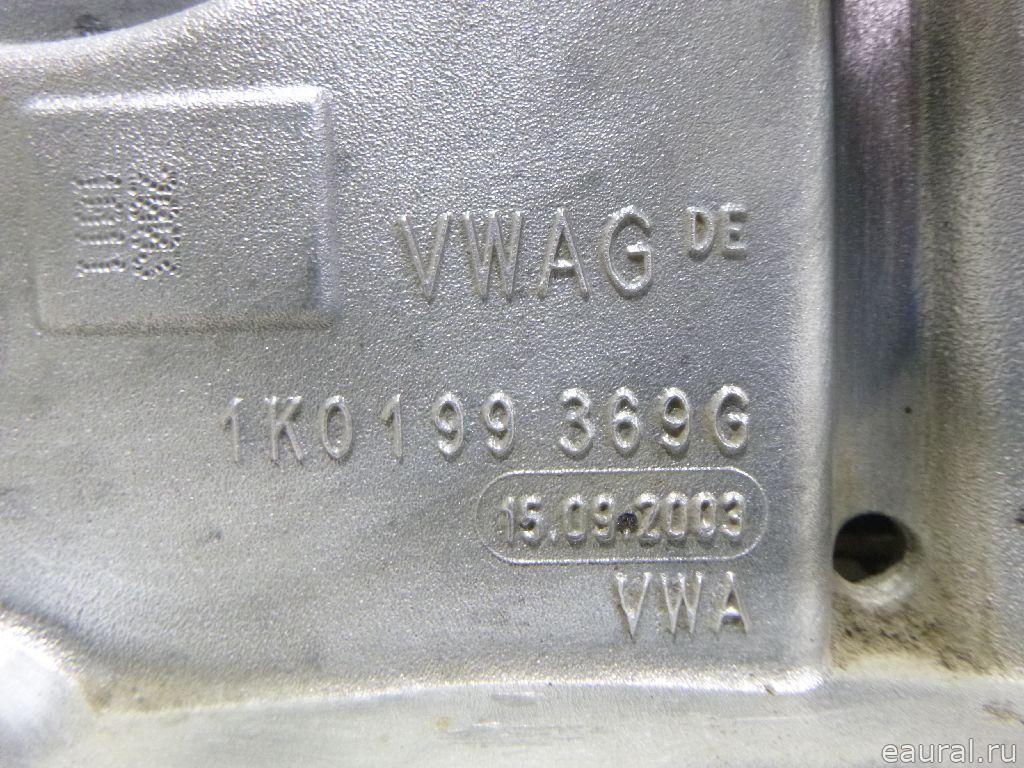 VWAG DE
1K0 199 369G
15.09.2003
VWA
eaural.ru